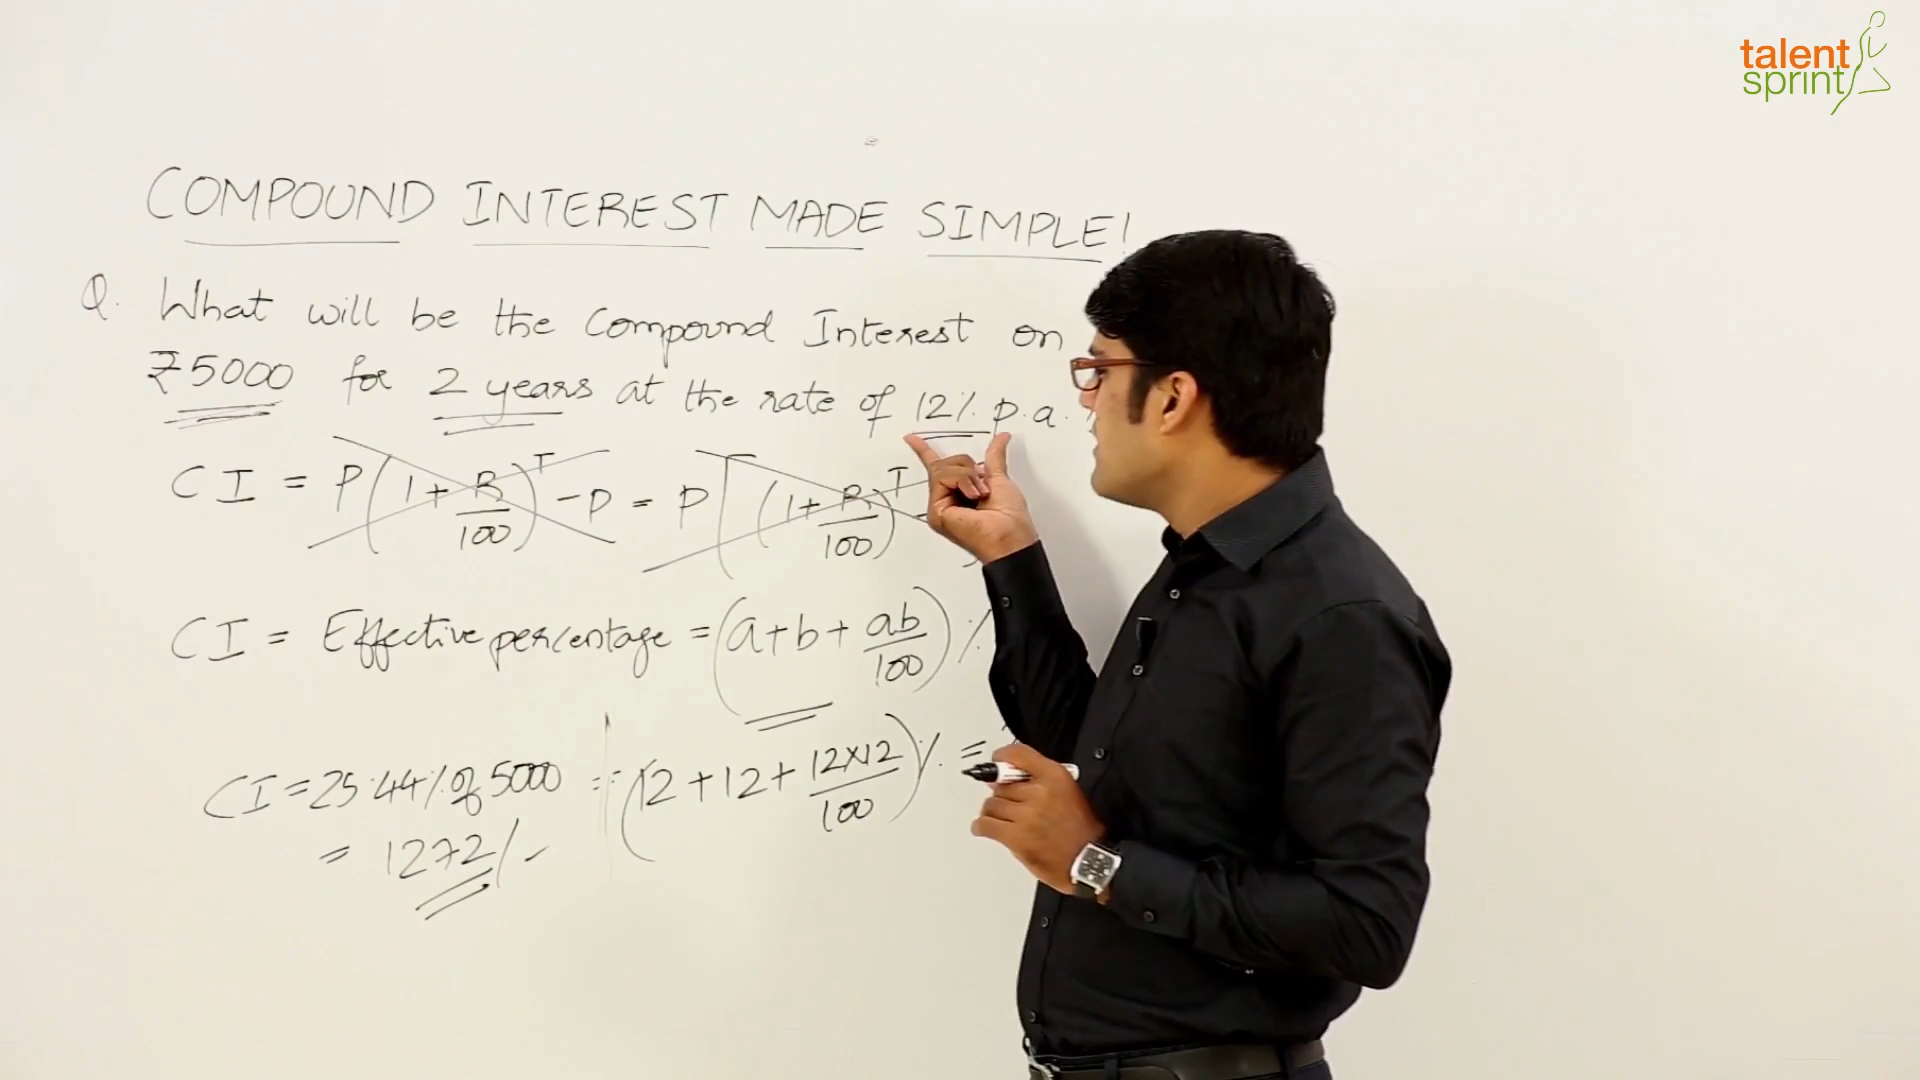 talent
sprint
COMPOUND INTEREST MADE SIMPLE!
Q. What will be the Compound Interest on
₹5000 for 2 years at the rate of 12% p.a.
CI = P(1+R/100)^T - P = P[(1+R/100)^T
CI = Effective percentage = (a+b+ab/100)%
CI = 25.44% of 5000 = (12+12+12×12/100)% =
= 1272/-